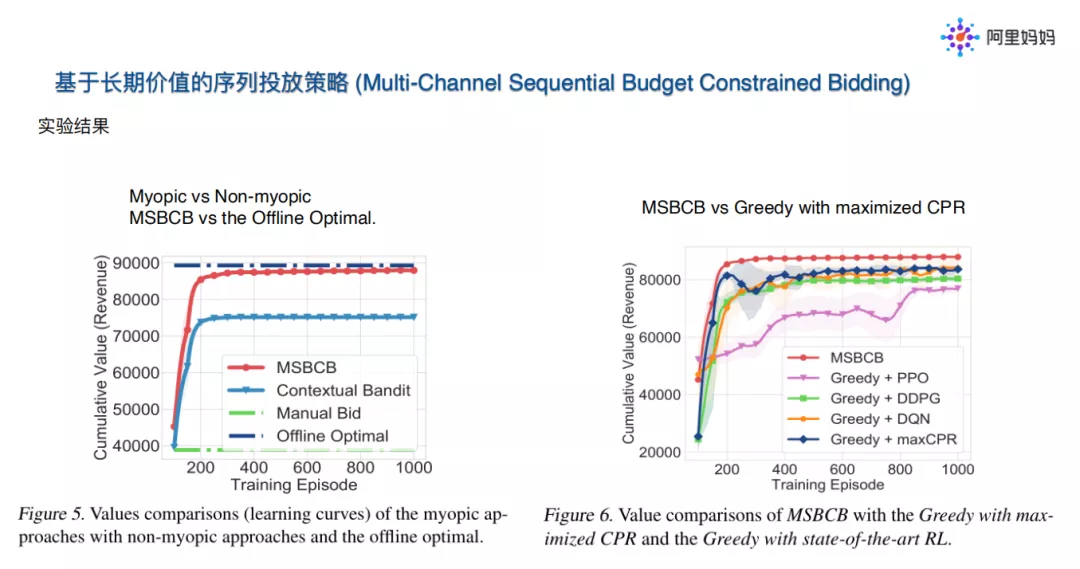 阿里妈妈
基于长期价值的序列投放策略 (Multi-Channel Sequential Budget Constrained Bidding)
实验结果
Myopic vs Non-myopic
MSBCB vs the Offline Optimal.
Cumulative Value (Revenue)
90000
80000
70000
60000
50000
40000
MSBCB
Contextual Bandit
Manual Bid
Offline Optimal
200 400 600 800 1000
Training Episode
Figure 5. Values comparisons (learning curves) of the myopic ap-
proaches with non-myopic approaches and the offline optimal.
MSBCB vs Greedy with maximized CPR
Cumulative Value (Revenue)
80000
60000
40000
20000
MSBCB
Greedy + PPO
Greedy + DDPG
Greedy + DQN
Greedy + maxCPR
200 400 600 800 1000
Training Episode
Figure 6. Value comparisons of MSBCB with the Greedy with max-
imized CPR and the Greedy with state-of-the-art RL.